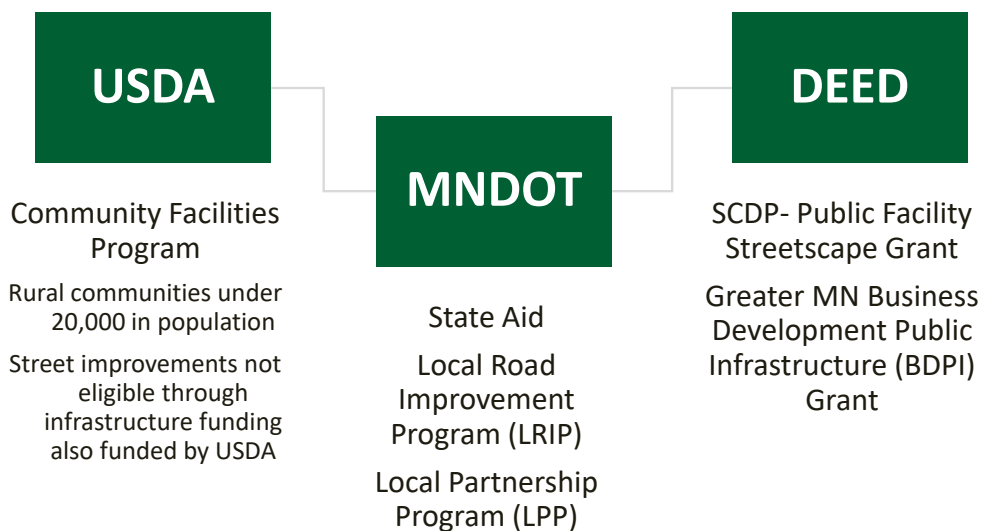 USDA
Community Facilities
Program
Rural communities under
20,000 in population
Street improvements not
eligible through
infrastructure funding
also funded by USDA
MNDOT
State Aid
Local Road
Improvement
Program (LRIP)
Local Partnership
Program (LPP)
DEED
SCDP- Public Facility
Streetscape Grant
Greater MN Business
Development Public
Infrastructure (BDPI)
Grant